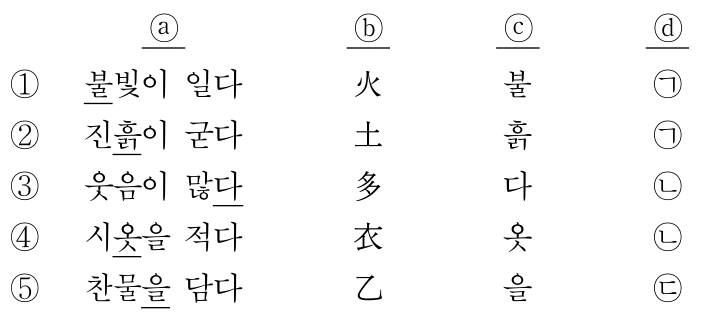 ⓐ ⓑ ⓒ ⓓ
① 불빛이 일다 火 불 ㉠
② 진흙이 굳다 土 흙 ㉠
③ 웃음이 많다 多 다 ㉡
④ 시옷을 적다 衣 옷 ㉡
⑤ 찬물을 담다 乙 을 ㉢